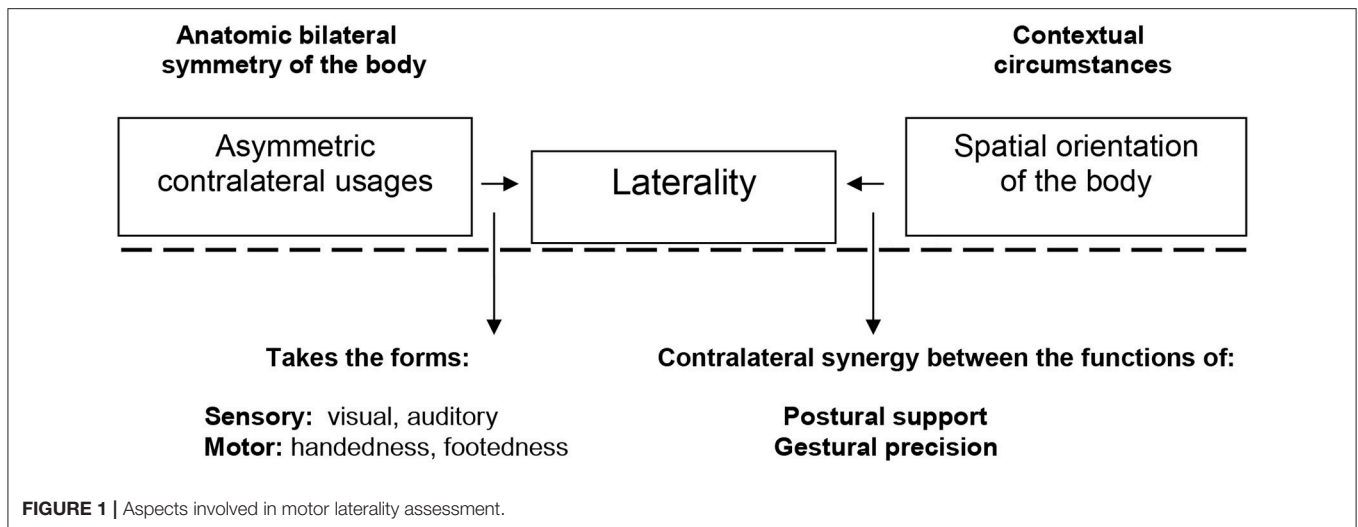 Anatomic bilateral
symmetry of the body
Contextual
circumstances
Asymmetric
contralateral usages
Laterality
Spatial orientation
of the body
Takes the forms:
Sensory: visual, auditory
Motor: handedness, footedness
Contralateral synergy between the functions of:
Postural support
Gestural precision
FIGURE 1 | Aspects involved in motor laterality assessment.